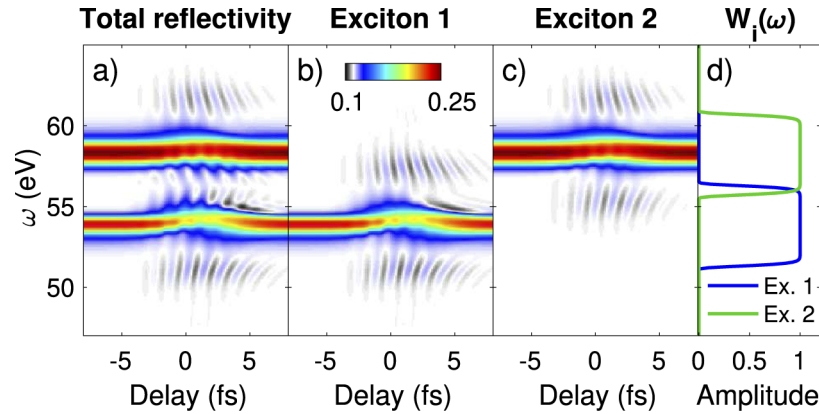 Total reflectivity Exciton 1 Exciton 2 Wi(ω)
a) b) c) d)
0.1 0.25
60
55
50
ω (eV)
Ex. 1
Ex. 2
-5 0 5 -5 0 5 -5 0 5 0 0.5 1
Delay (fs) Delay (fs) Delay (fs) Amplitude